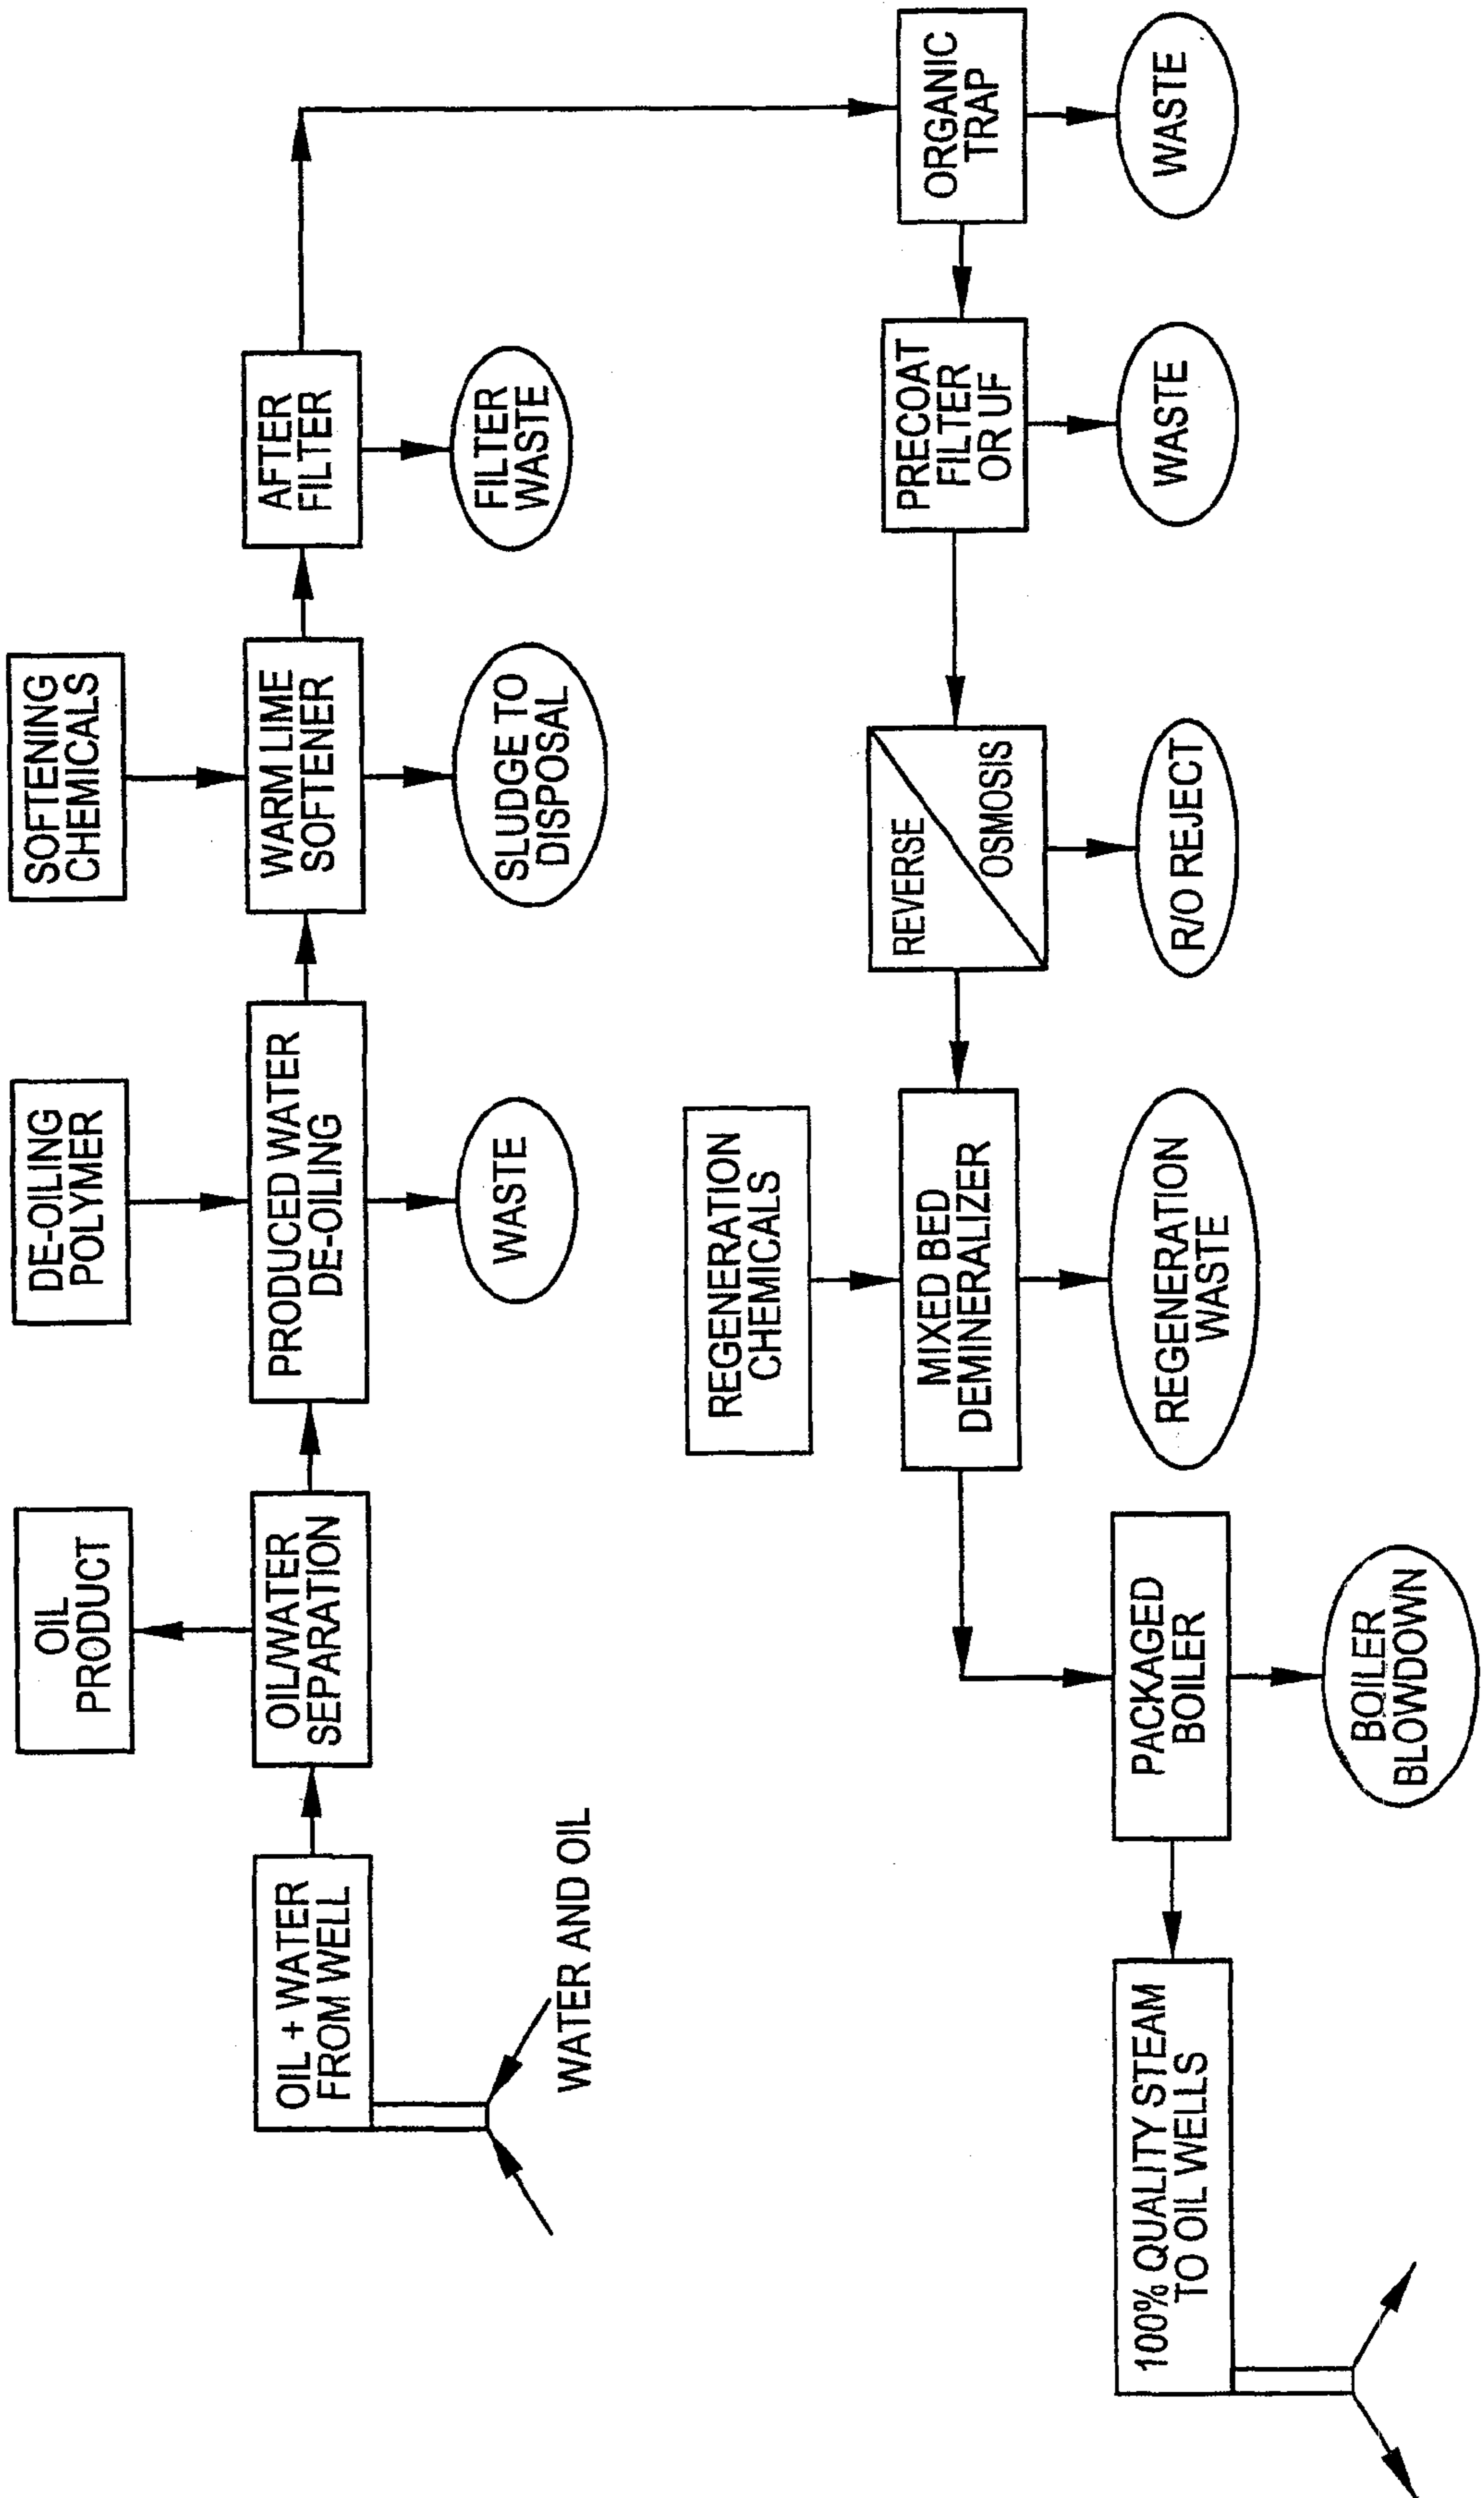 OIL + WATER
FROM WELL
WATER AND OIL
OIL
PRODUCT
OIL/WATER
SEPARATION
DE-OILING
POLYMER
PRODUCED WATER
DE-OILING
WASTE
SOFTENING
CHEMICALS
WARM LIME
SOFTENER
SLUDGE TO
DISPOSAL
AFTER
FILTER
FILTER
WASTE
ORGANIC
TRAP
WASTE
PRECOAT
FILTER
OR UF
WASTE
REVERSE
OSMOSIS
R/O REJECT
REGENERATION
CHEMICALS
MIXED BED
DEMINERALIZER
REGENERATION
WASTE
PACKAGED
BOILER
BOILER
BLOWDOWN
100% QUALITY STEAM
TO OIL WELLS